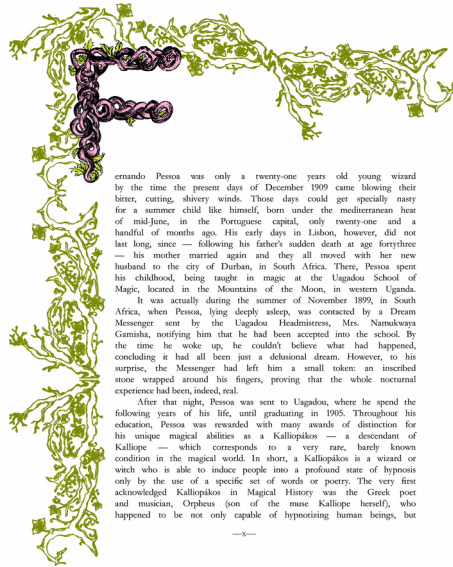 F
ernando Pessoa was only a twenty-one years old young wizard
by the time the present days of December 1909 came blowing their
bitter, cutting, shivery winds. Those days could get specially nasty
for a summer child like himself, born under the mediterranean heat
of mid-June, in the Portuguese capital, only twenty-one and a
handful of months ago. His early days in Lisbon, however, did not
last long, since — following his father's sudden death at age fortythree
— his mother married again and they all moved with her new
husband to the city of Durban, in South Africa. There, Pessoa spent
his childhood, being taught in magic at the Uagadou School of
Magic, located in the Mountains of the Moon, in western Uganda.
It was actually during the summer of November 1899, in South
Africa, when Pessoa, lying deeply asleep, was contacted by a Dream
Messenger sent by the Uagadou Headmistress, Mrs. Namukwaya
Gamisha, notifying him that he had been accepted into the school. By
the time he woke up, he couldn't believe what had happened,
concluding it had all been just a delusional dream. However, to his
surprise, the Messenger had left him a small token: an inscribed
stone wrapped around his fingers, proving that the whole nocturnal
experience had been, indeed, real.
After that night, Pessoa was sent to Uagadou, where he spend the
following years of his life, until graduating in 1905. Throughout his
education, Pessoa was rewarded with many awards of distinction for
his unique magical abilities as a Kalliopákos — a descendant of
Kalliope — which corresponds to a very rare, barely known
condition in the magical world. In short, a Kalliopákos is a wizard or
witch who is able to induce people into a profound state of hypnosis
only by the use of a specific set of words or poetry. The very first
acknowledged Kalliopákos in Magical History was the Greek poet
and musician, Orpheus (son of the muse Kalliope herself), who
happened to be not only capable of hypnotizing human beings, but
—x—